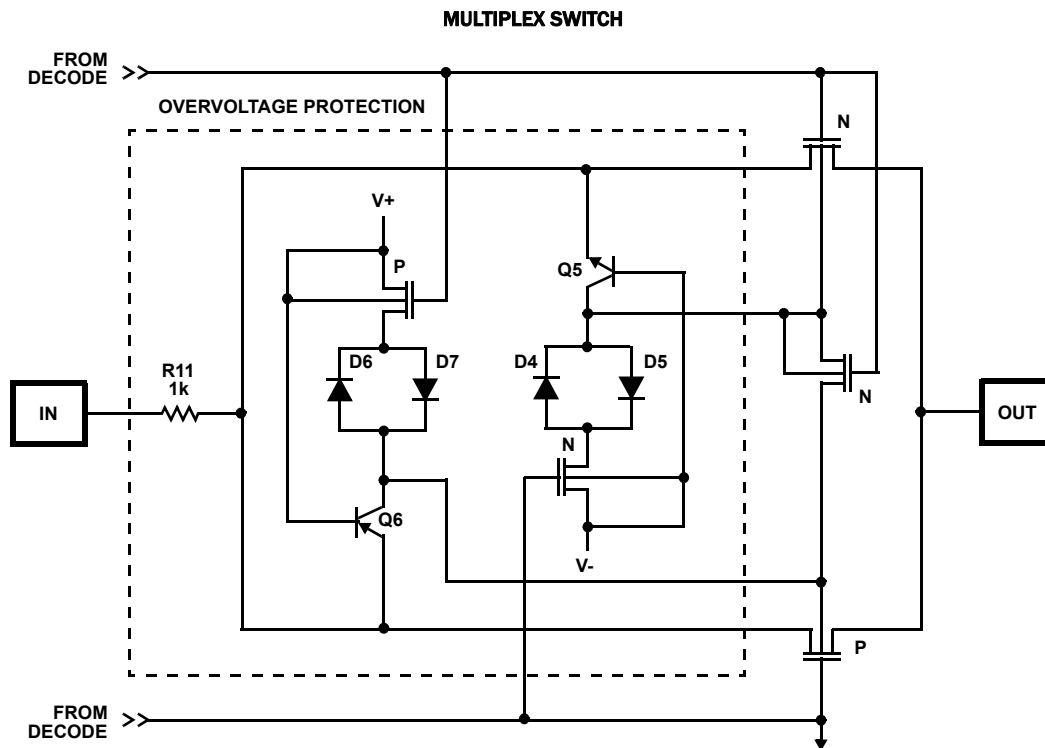 MULTIPLEX SWITCH
FROM
DECODE
OVERVOLTAGE PROTECTION
N
V+
P
Q5
D6
D7
D4
D5
R11
1k
N
IN
OUT
N
Q6
V-
P
FROM
DECODE